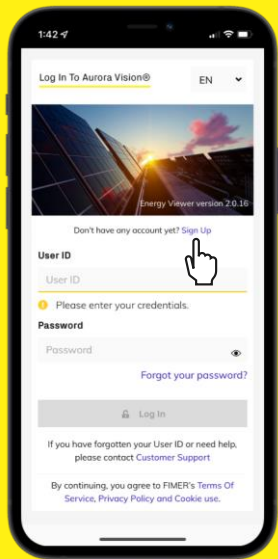 1:42
Log In To Aurora Vision®
EN
Energy Viewer version 2.0.16
Don't have any account yet? Sign Up
User ID
User ID
Please enter your credentials.
Password
Password
Forgot your password?
Log In
If you have forgotten your User ID or need help,
please contact Customer Support
By continuing, you agree to FIMER's Terms Of
Service, Privacy Policy and Cookie use.